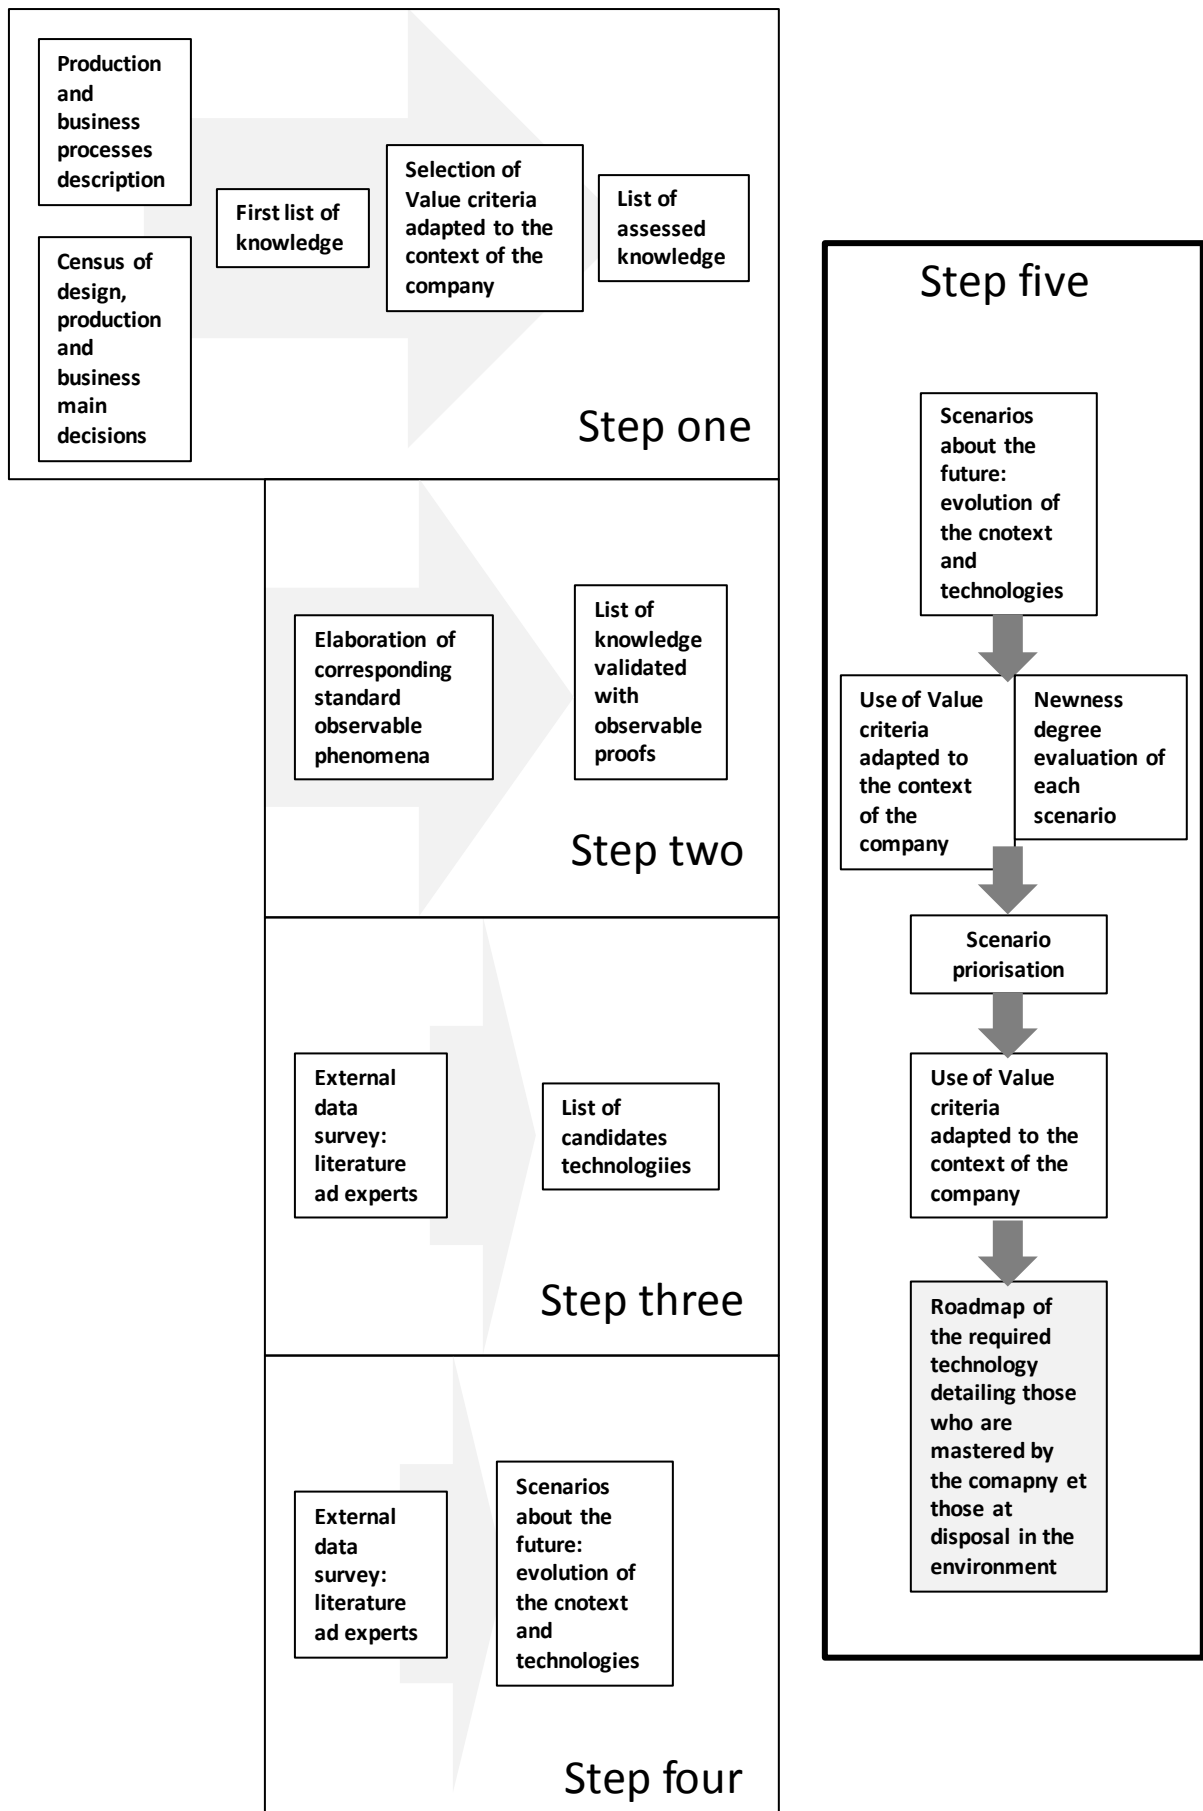 Production
and
business
processes
description
Census of
design,
production
and
business
main
decisions
First list of
knowledge
Selection of
Value criteria
adapted to the
context of the
company
List of
assessed
knowledge
Step one
Elaboration of
corresponding
standard
observable
phenomena
List of
knowledge
validated
with
observable
proofs
Step two
External
data
survey:
literature
ad experts
List of
candidates
technologiies
Step three
External
data
survey:
literature
ad experts
Scenarios
about the
future:
evolution of
the cnotext
and
technologies
Step four
Step five
Scenarios
about the
future:
evolution of
the cnotext
and
technologies
Use of Value
criteria
adapted to
the context
of the
company
Newness
degree
evaluation of
each
scenario
Scenario
priorisation
Use of Value
criteria
adapted to the
context of the
company
Roadmap of
the required
technology
detailing those
who are
mastered by
the comapny et
those at
disposal in the
environment